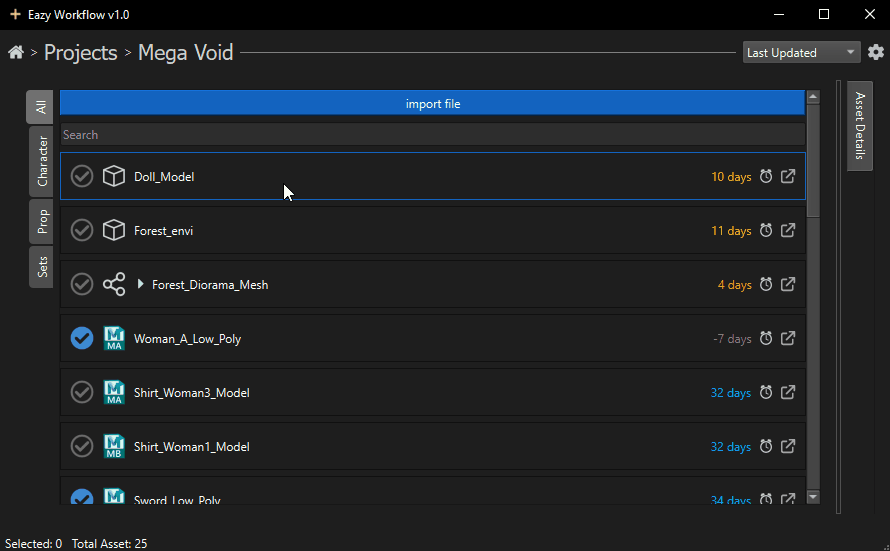 Eazy Workflow v1.0
> Projects > Mega Void
Last Updated
All
Character
Prop
Sets
import file
Search
Doll_Model 10 days
Forest_envi 11 days
Forest_Diorama_Mesh 4 days
M MA Woman_A_Low_Poly -7 days
M MA Shirt_Woman3_Model 32 days
M MB Shirt_Woman1_Model 32 days
M Sword_Low_Poly 34 days
Asset Details
Selected: 0 Total Asset: 25